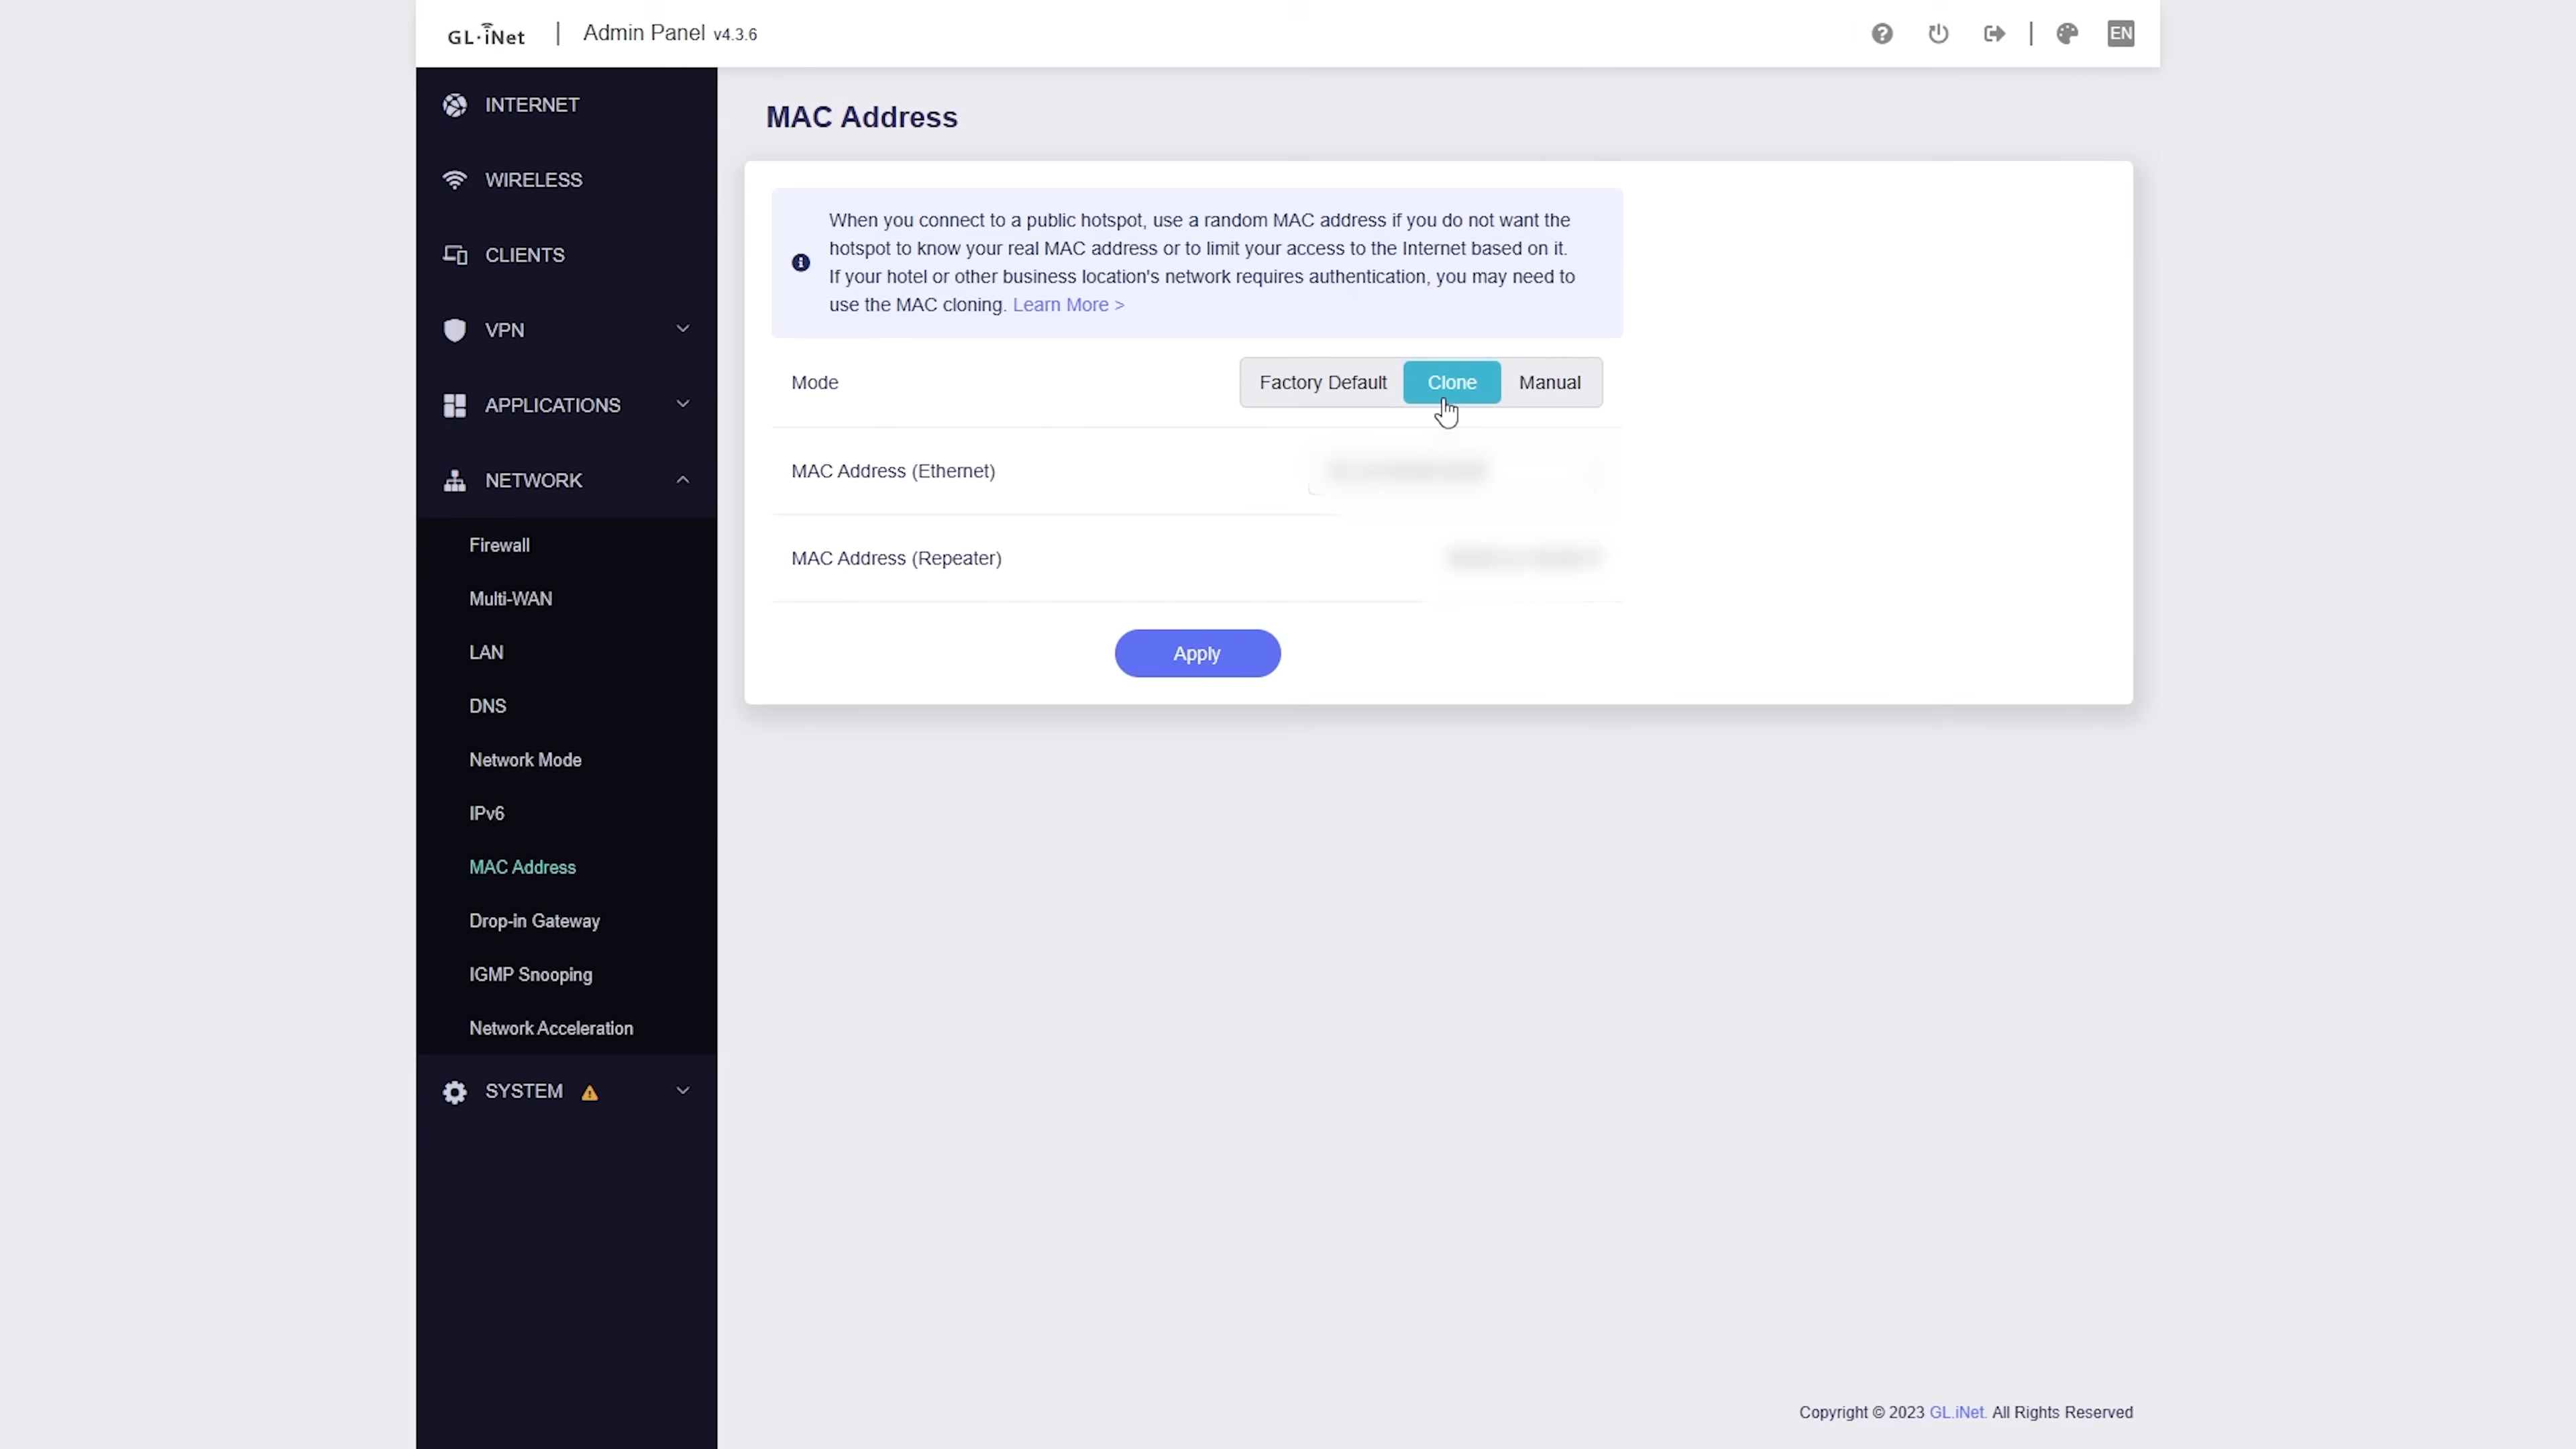 GL·iNet | Admin Panel v4.3.6
EN
INTERNET
WIRELESS
CLIENTS
VPN
APPLICATIONS
NETWORK
Firewall
Multi-WAN
LAN
DNS
Network Mode
IPv6
MAC Address
Drop-in Gateway
IGMP Snooping
Network Acceleration
SYSTEM
MAC Address
When you connect to a public hotspot, use a random MAC address if you do not want the
hotspot to know your real MAC address or to limit your access to the Internet based on it.
If your hotel or other business location's network requires authentication, you may need to
use the MAC cloning. Learn More >
Mode Factory Default Clone Manual
MAC Address (Ethernet)
MAC Address (Repeater)
Apply
Copyright © 2023 GL.iNet. All Rights Reserved